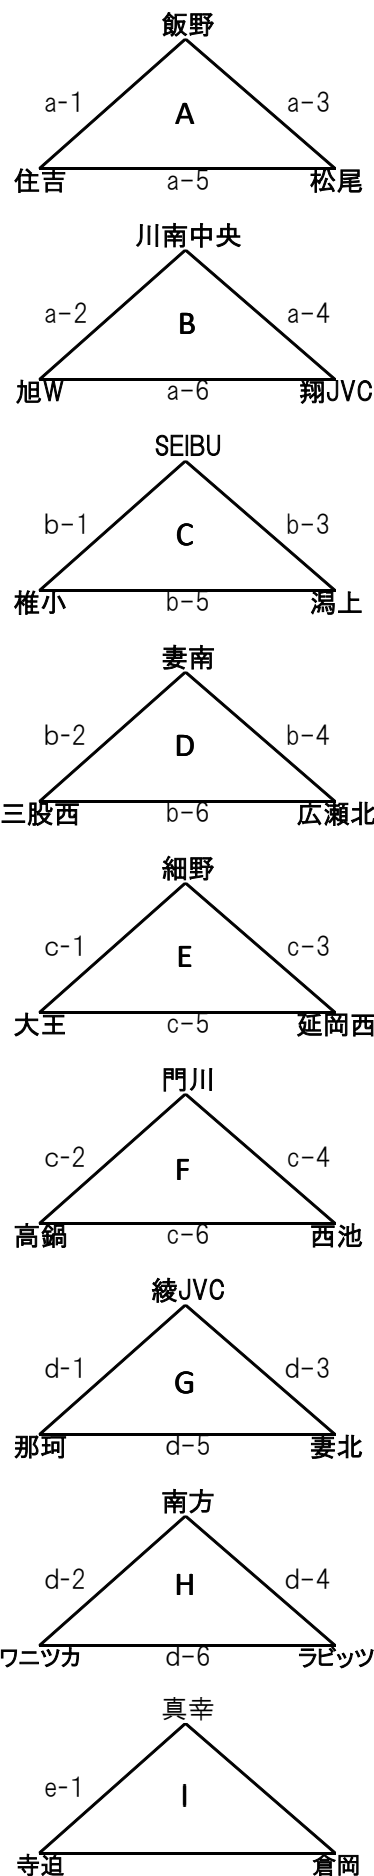 飯野
a-1
A
a-3
住吉
a-5
松尾
川南中央
a-2
B
a-4
旭W
a-6
翔JVC
SEIBU
b-1
C
b-3
椎小
b-5
潟上
妻南
b-2
D
b-4
三股西
b-6
広瀬北
細野
c-1
E
c-3
大王
c-5
延岡西
門川
c-2
F
c-4
高鍋
c-6
西池
綾JVC
d-1
G
d-3
那珂
d-5
妻北
南方
d-2
H
d-4
ワニツカ
d-6
ラビッツ
真幸
e-1
I
寺迫
倉岡